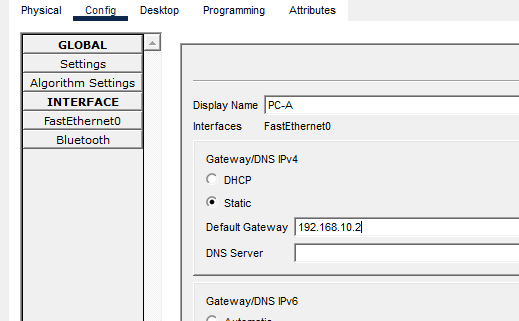 Physical Config Desktop Programming Attributes
GLOBAL
Settings
Algorithm Settings
INTERFACE
FastEthernet0
Bluetooth
Display Name PC-A
Interfaces FastEthernet0
Gateway/DNS IPv4
DHCP
Static
Default Gateway 192.168.10.2
DNS Server
Gateway/DNS IPv6
Automatic